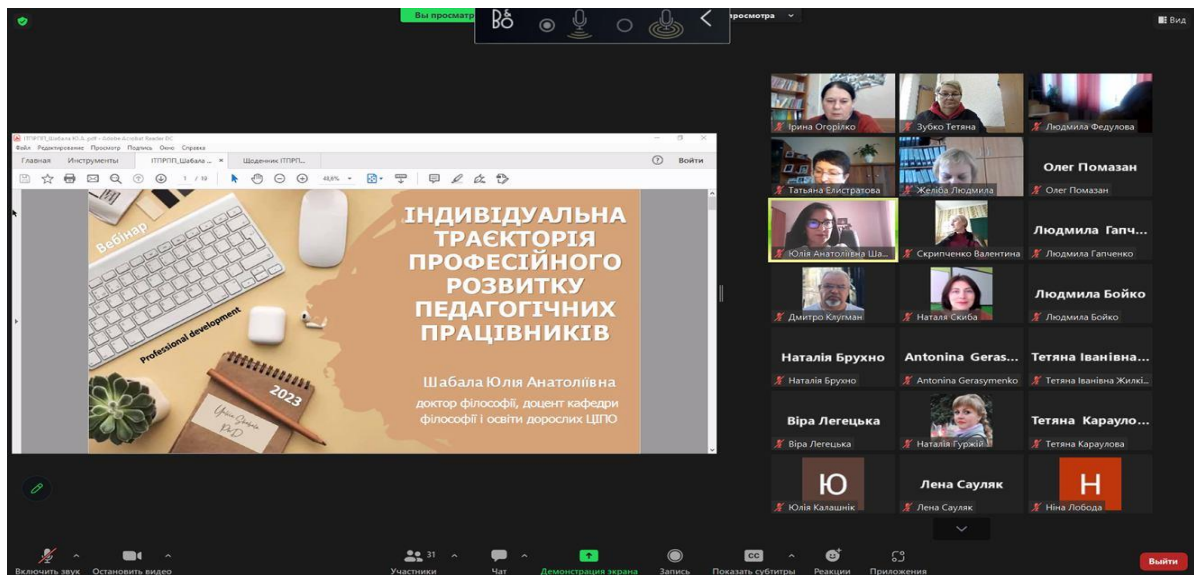 Вы просматр
просмотра
Вид
B&O
ІТПРПП_Шабала Ю.А..pdf - Adobe Acrobat Reader DC
Файл Редактирование Просмотр Подпись Окно Справка
Главная Инструменты ІТПРПП_Шабала ... × Щоденник ІТПРП... Войти
1 / 19 48,6%
Вебінар
Professional development
2023
PhD
ІНДИВІДУАЛЬНА
ТРАЄКТОРІЯ
ПРОФЕСІЙНОГО
РОЗВИТКУ
ПЕДАГОГІЧНИХ
ПРАЦІВНИКІВ
Шабала Юлія Анатоліївна
доктор філософії, доцент кафедри
філософії і освіти дорослих ЦІПО
Ірина Огорілко
Зубко Тетяна
Людмила Федулова
Татьяна Елистратова
Желіба Людмила
Олег Помазан
Олег Помазан
Юлія Анатоліївна Ша...
Скрипченко Валентина
Людмила Гапч...
Людмила Гапченко
Дмитро Клугман
Наталя Скиба
Людмила Бойко
Людмила Бойко
Наталія Брухно
Наталія Брухно
Antonina Geras...
Antonina Gerasymenko
Тетяна Іванівна...
Тетяна Іванівна Жилкі...
Віра Легецька
Віра Легецька
Наталія Гуржій
Тетяна Карауло...
Тетяна Караулова
Ю
Юлія Калашнік
Лена Сауляк
Лена Сауляк
Н
Ніна Лобода
Включить звук
Остановить видео
31
Участники
Чат
Демонстрация экрана
Запись
CC
Показать субтитры
Реакции
Приложения
Выйти